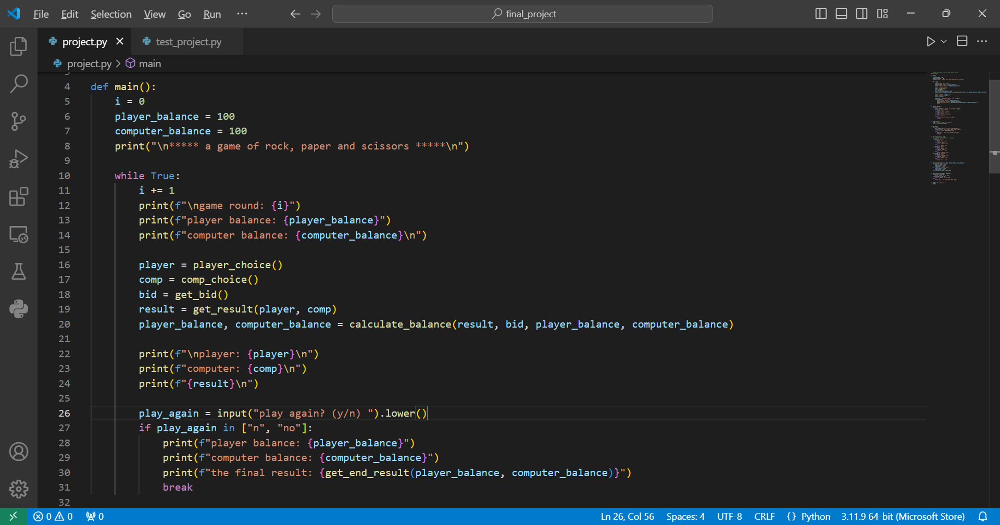 File Edit Selection View Go Run ··· final_project
project.py test_project.py
project.py > main
3
4 def main():
5     i = 0
6     player_balance = 100
7     computer_balance = 100
8     print("\n***** a game of rock, paper and scissors *****\n")
9
10     while True:
11         i += 1
12         print(f"\ngame round: {i}")
13         print(f"player balance: {player_balance}")
14         print(f"computer balance: {computer_balance}\n")
15
16         player = player_choice()
17         comp = comp_choice()
18         bid = get_bid()
19         result = get_result(player, comp)
20         player_balance, computer_balance = calculate_balance(result, bid, player_balance, computer_balance)
21
22         print(f"\nplayer: {player}\n")
23         print(f"computer: {comp}\n")
24         print(f"{result}\n")
25
26         play_again = input("play again? (y/n) ").lower()
27         if play_again in ["n", "no"]:
28             print(f"player balance: {player_balance}")
29             print(f"computer balance: {computer_balance}")
30             print(f"the final result: {get_end_result(player_balance, computer_balance)}")
31             break
32
0 0 0 Ln 26, Col 56 Spaces: 4 UTF-8 CRLF {} Python 3.11.9 64-bit (Microsoft Store)